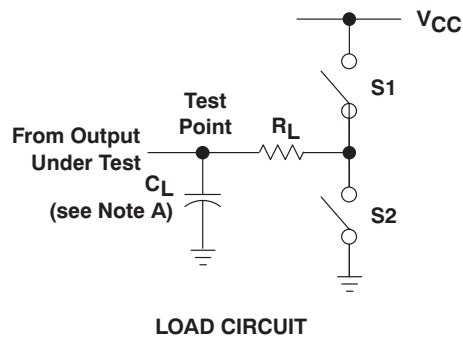 VCC
S1
Test
Point
RL
From Output
Under Test
CL
(see Note A)
S2
LOAD CIRCUIT